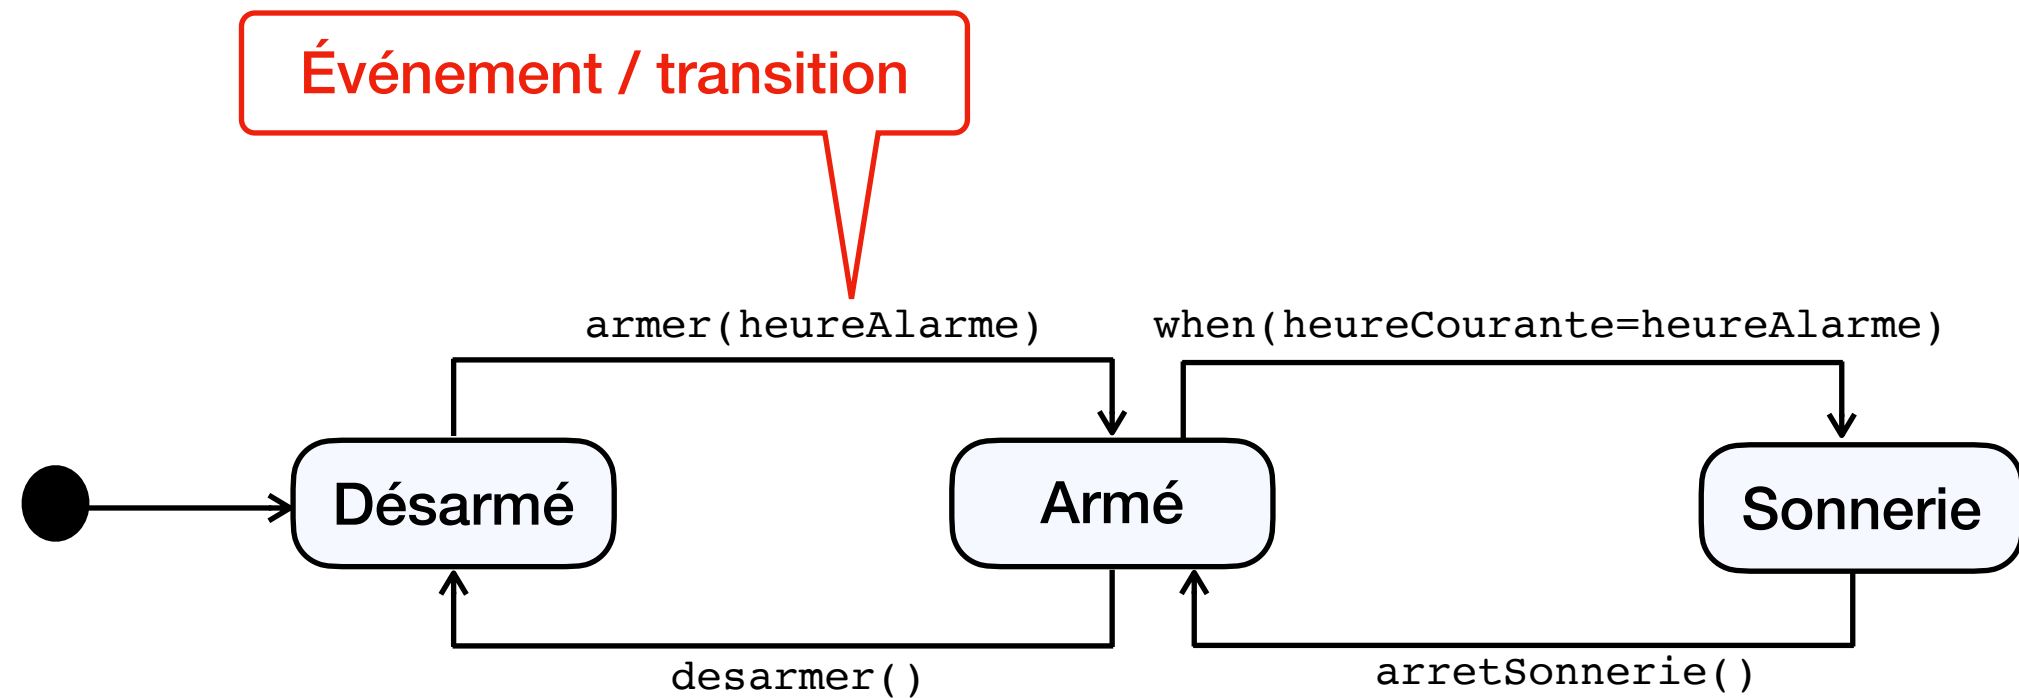 Événement / transition
armer(heureAlarme)
when(heureCourante=heureAlarme)
Désarmé
Armé
Sonnerie
desarmer()
arretSonnerie()